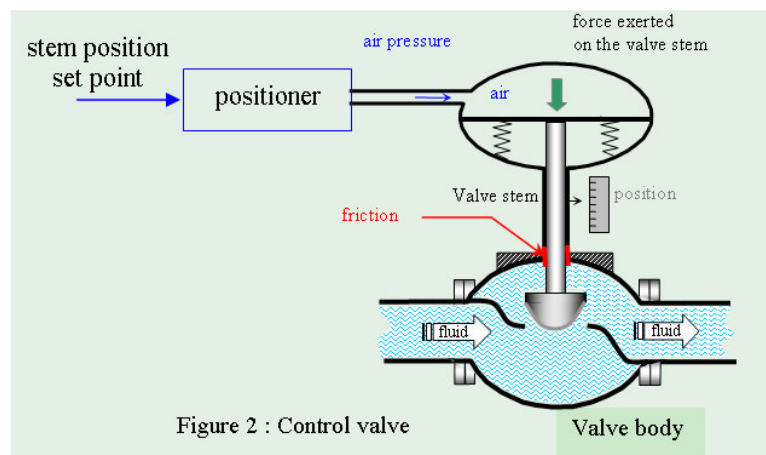 stem position
set point
positioner
air pressure
air
force exerted
on the valve stem
Valve stem
position
friction
fluid
fluid
Figure 2 : Control valve
Valve body